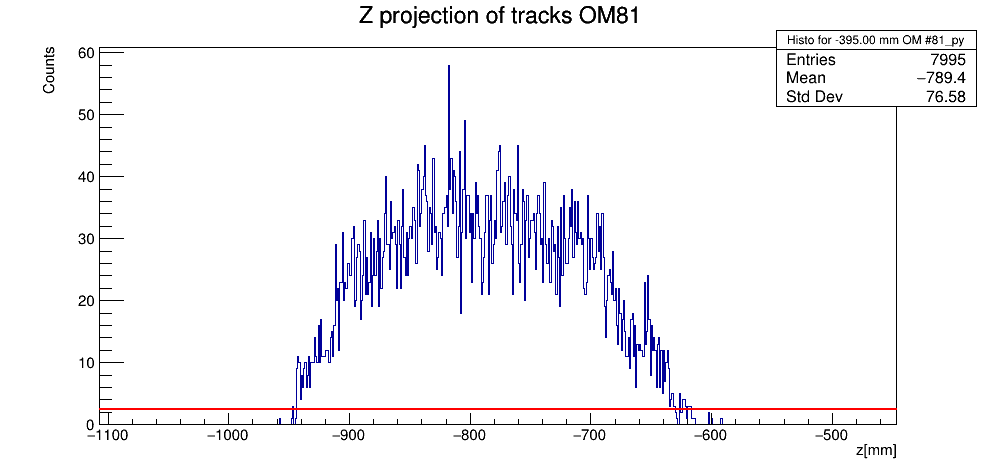 Z projection of tracks OM81
Histo for -395.00 mm OM #81_py
Entries 7995
Mean −789.4
Std Dev 76.58
Counts
60
50
40
30
20
10
0
−1100 −1000 −900 −800 −700 −600 −500
z[mm]